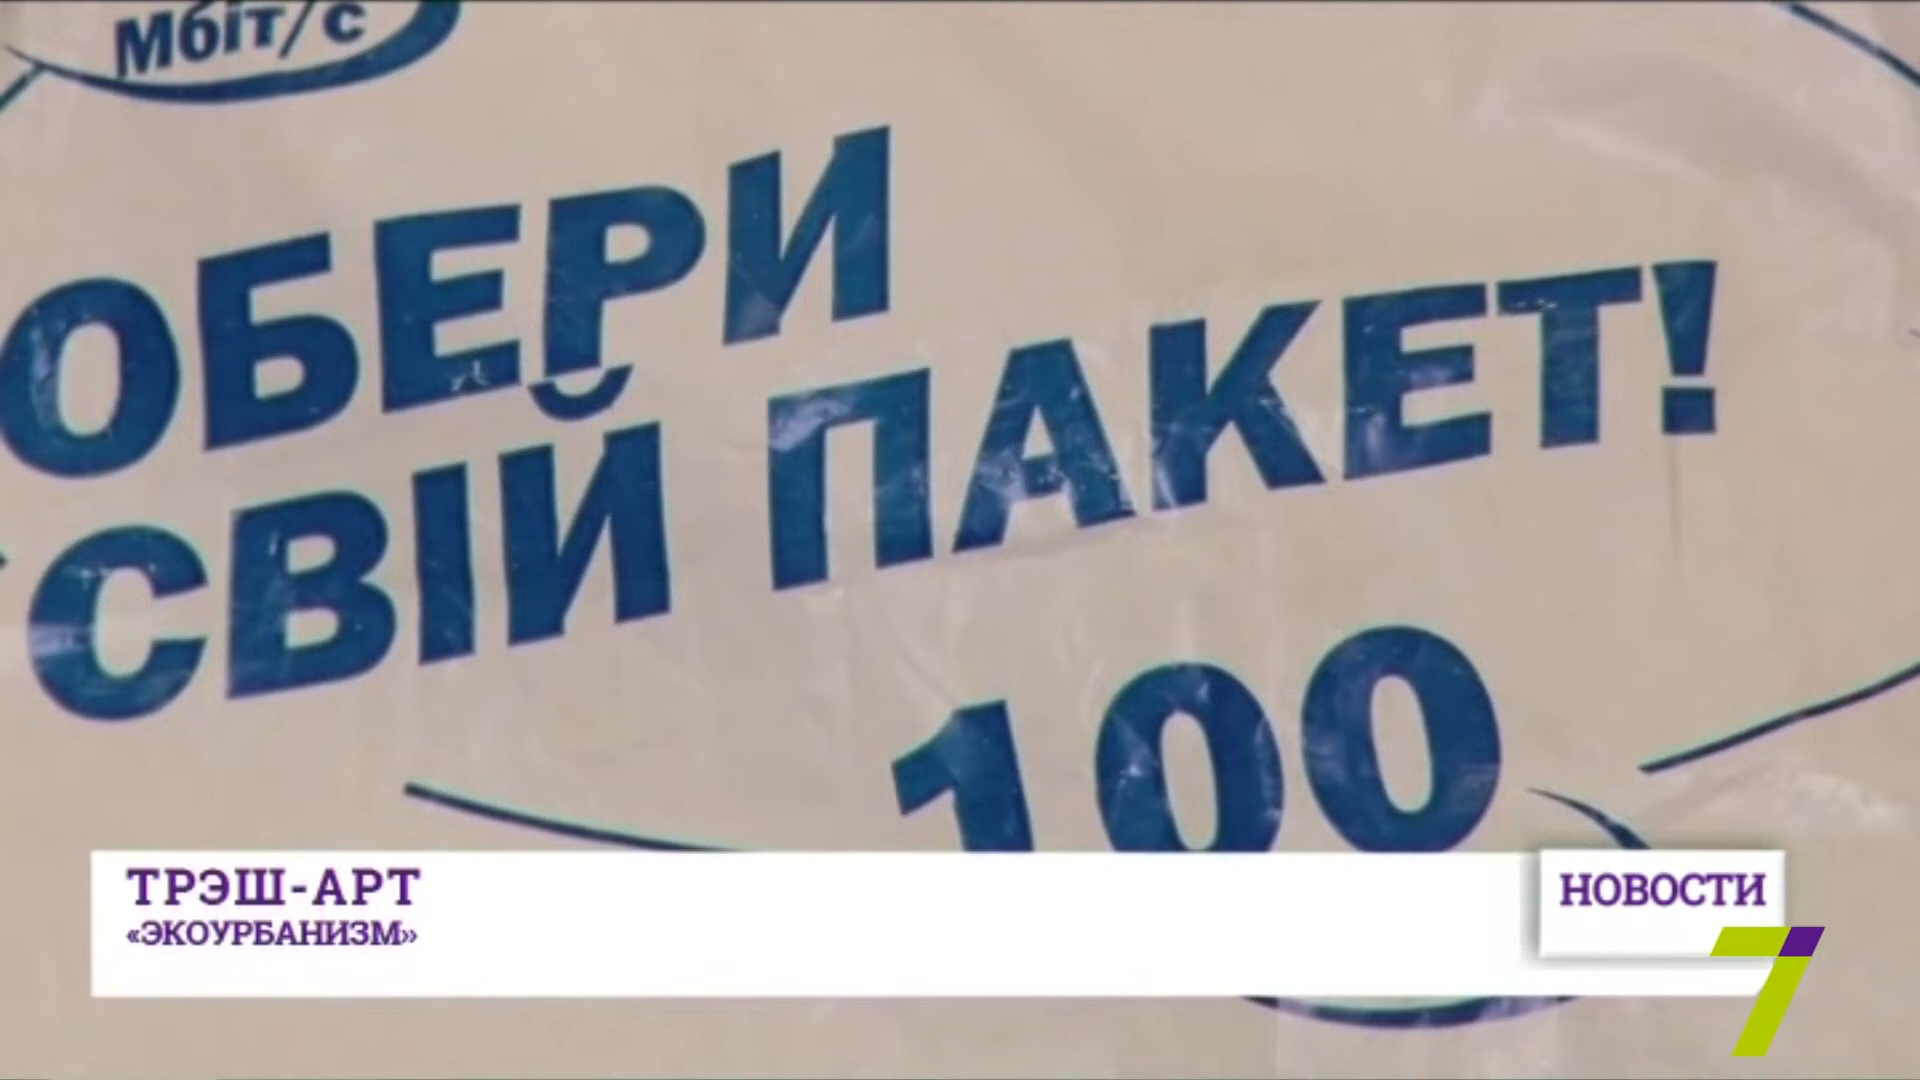 Мбіт/с
ОБЕРИ
СВІЙ ПАКЕТ!
100
ТРЭШ-АРТ
«ЭКОУРБАНИЗМ»
НОВОСТИ
7